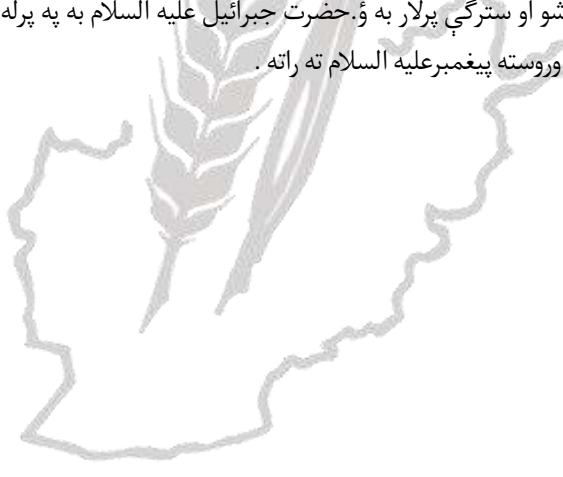 شو او سترګې پرلار به ؤ.حضرت جبرائیل علیه السلام به په پرله
وروسته پیغمبرعلیه السلام ته راته .